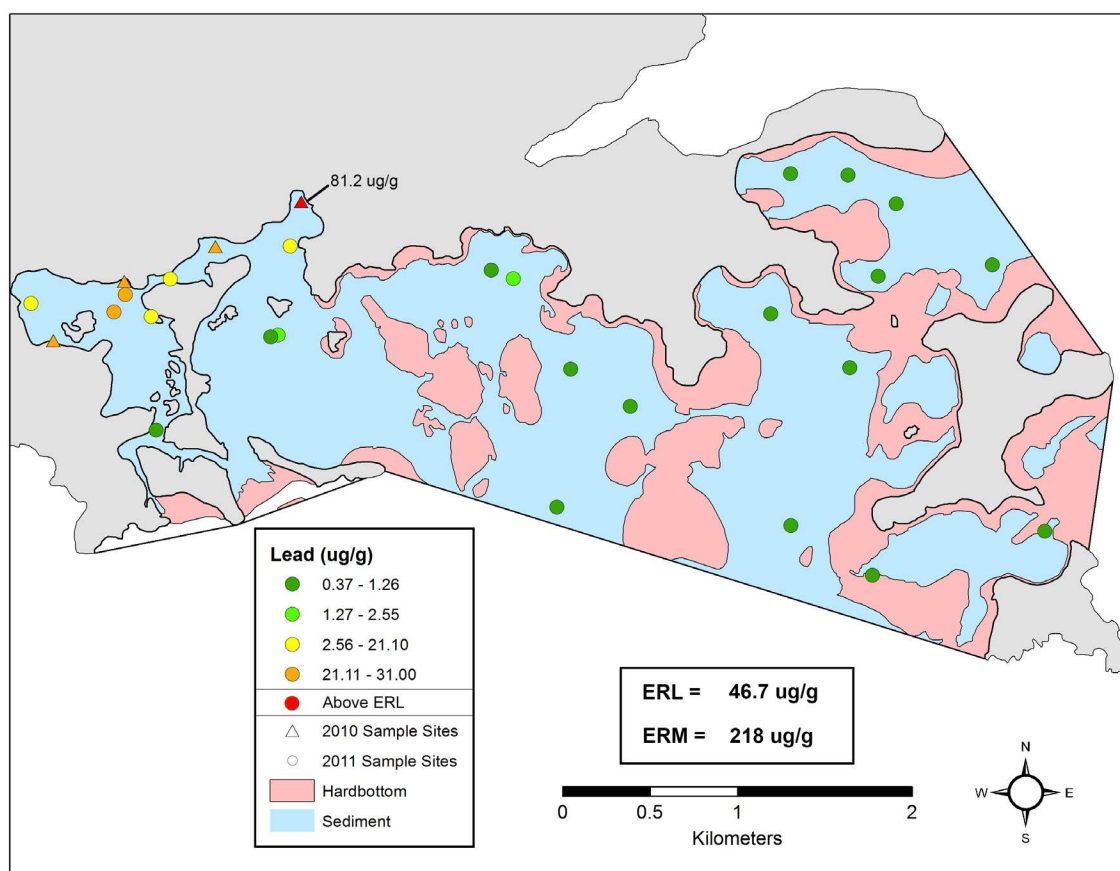 81.2 ug/g
Lead (ug/g)
0.37 - 1.26
1.27 - 2.55
2.56 - 21.10
21.11 - 31.00
Above ERL
2010 Sample Sites
2011 Sample Sites
Hardbottom
Sediment
ERL = 46.7 ug/g
ERM = 218 ug/g
0 0.5 1 2
Kilometers
N
W E
S